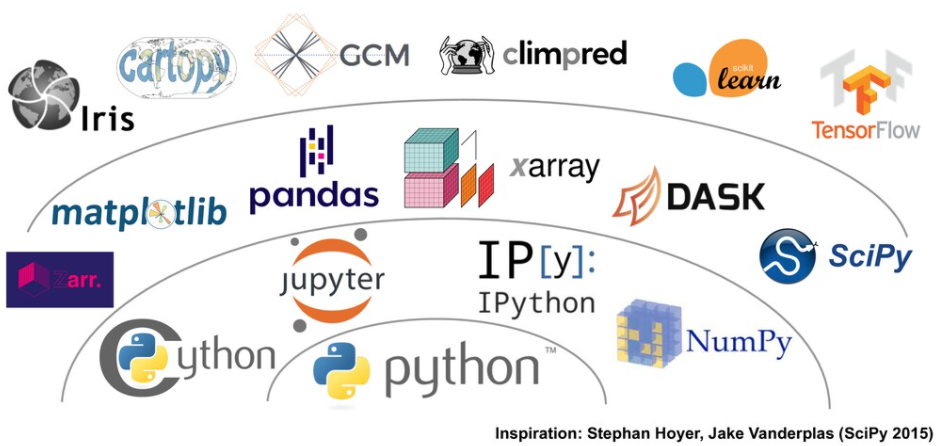 Iris
cartopy
GCM
climpred
scikit
learn
TF
TensorFlow
matplotlib
pandas
xarray
DASK
Zarr.
jupyter
IP[y]:
IPython
SciPy
Cython
python™
NumPy
Inspiration: Stephan Hoyer, Jake Vanderplas (SciPy 2015)